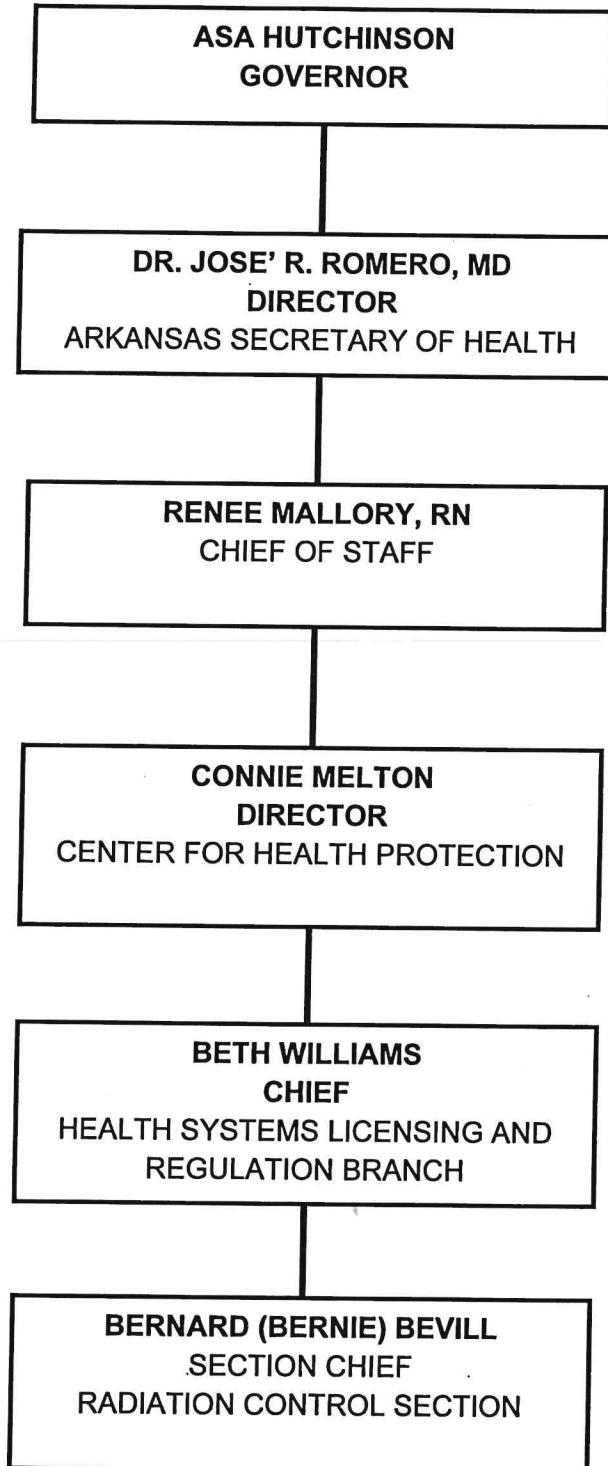 ASA HUTCHINSON
GOVERNOR
DR. JOSE’ R. ROMERO, MD
DIRECTOR
ARKANSAS SECRETARY OF HEALTH
RENEE MALLORY, RN
CHIEF OF STAFF
CONNIE MELTON
DIRECTOR
CENTER FOR HEALTH PROTECTION
BETH WILLIAMS
CHIEF
HEALTH SYSTEMS LICENSING AND
REGULATION BRANCH
BERNARD (BERNIE) BEVILL
SECTION CHIEF
RADIATION CONTROL SECTION